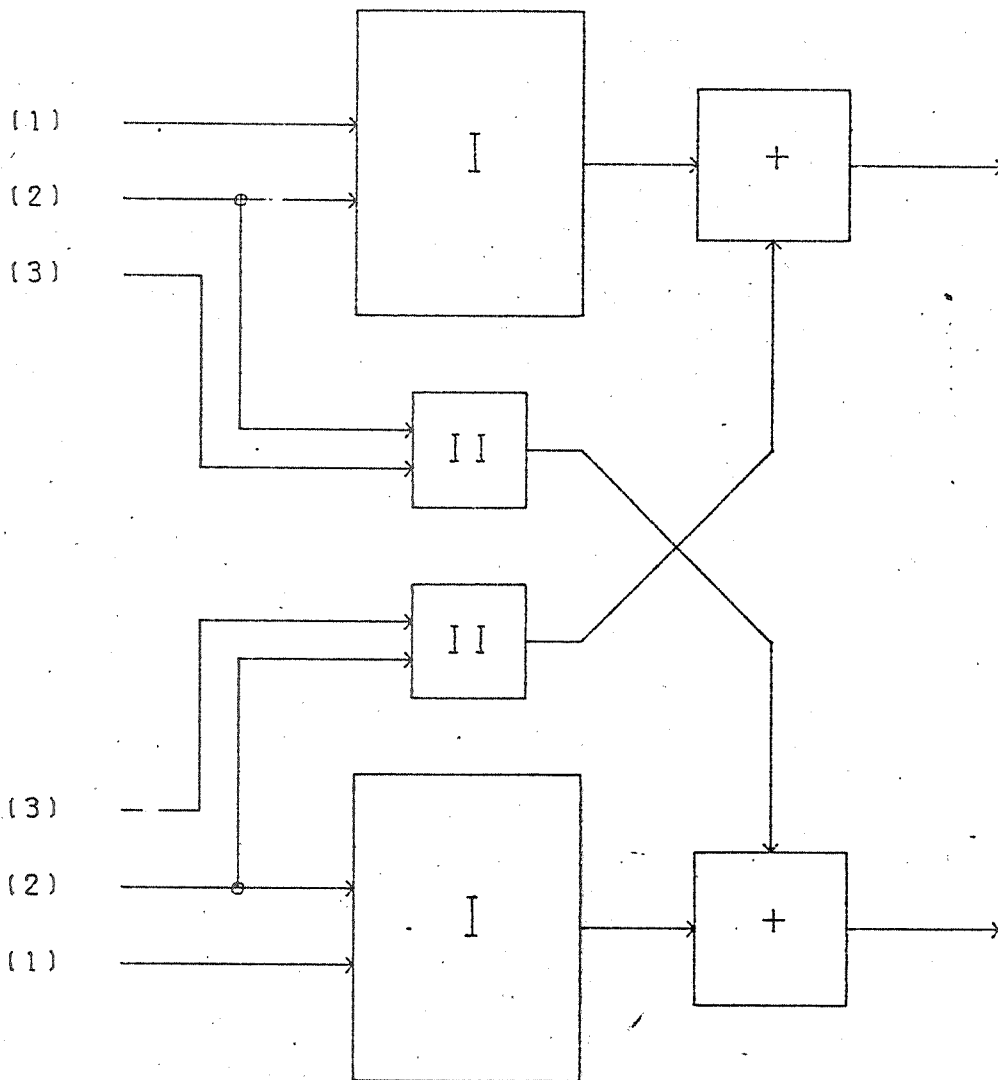 (1)
I
+
(2)
(3)
II
II
(3)
(2)
I
+
(1)